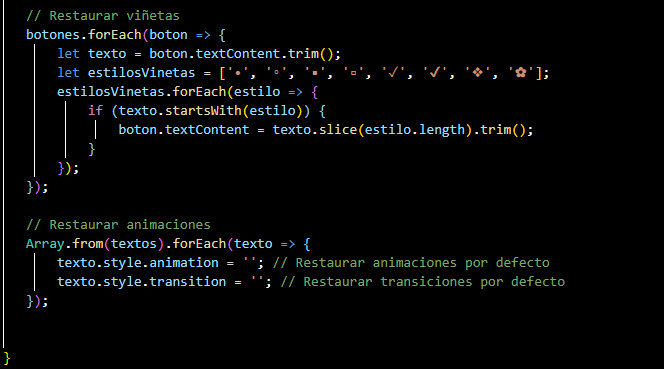 // Restaurar viñetas
botones.forEach(boton => {
let texto = boton.textContent.trim();
let estilosVinetas = ['•', '◦', '▪', '▫', '✓', '✔', '❖', '✿'];
estilosVinetas.forEach(estilo => {
if (texto.startsWith(estilo)) {
boton.textContent = texto.slice(estilo.length).trim();
}
});
});
// Restaurar animaciones
Array.from(textos).forEach(texto => {
texto.style.animation = ''; // Restaurar animaciones por defecto
texto.style.transition = ''; // Restaurar transiciones por defecto
});
}